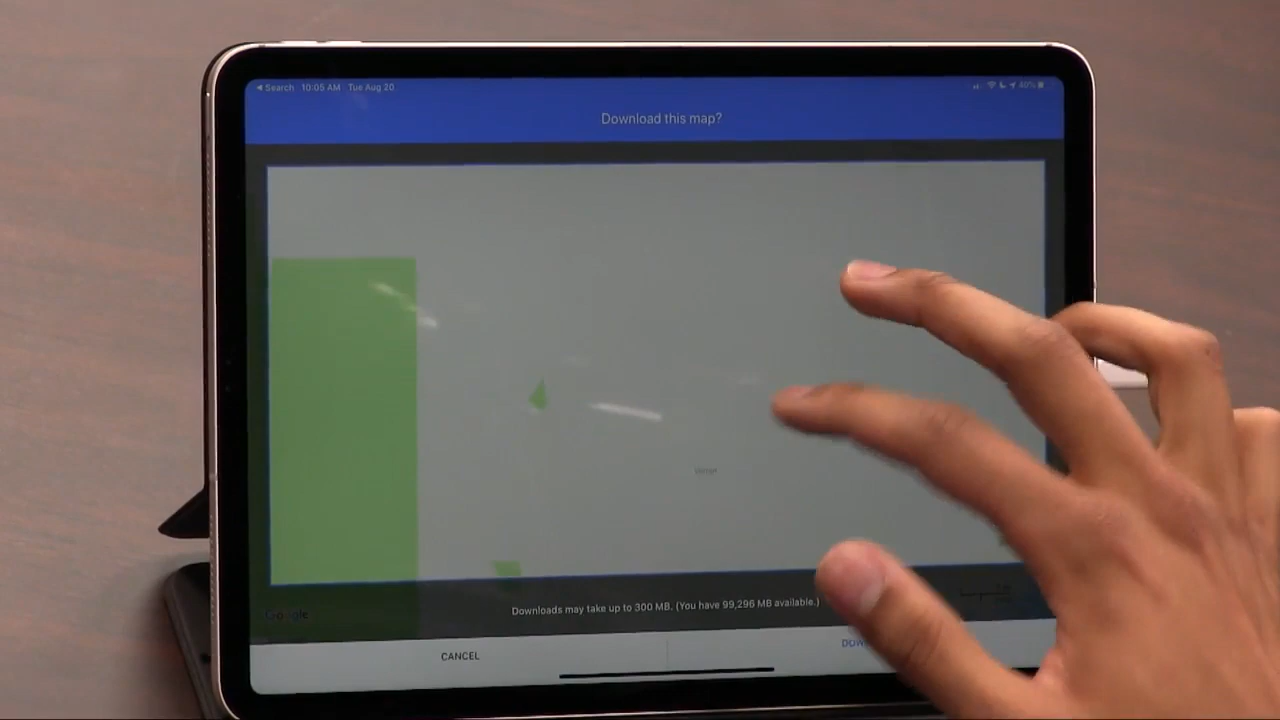 Search 10:05 AM Tue Aug 20
Download this map?
Google
Downloads may take up to 300 MB. (You have 99,296 MB available.)
CANCEL